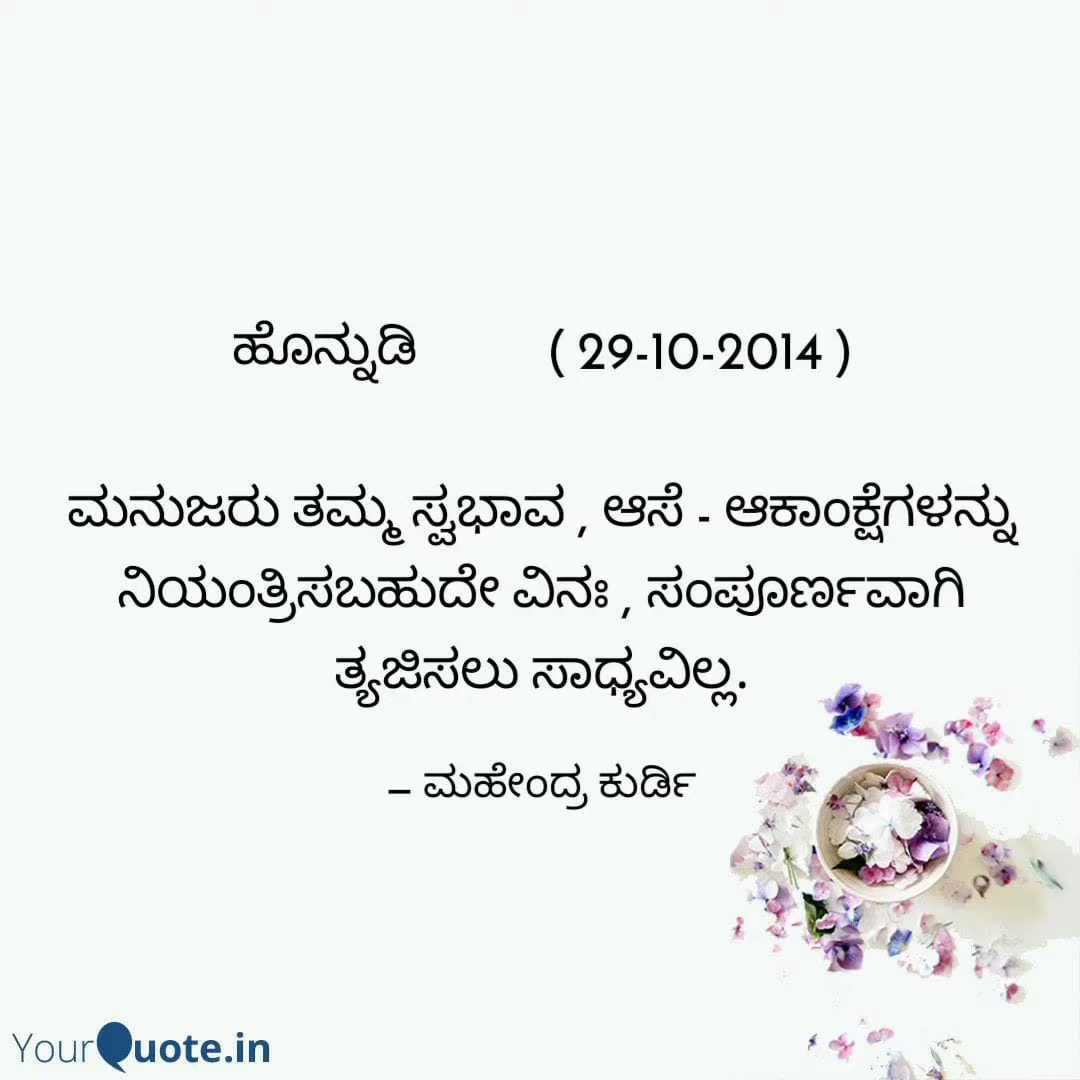 ಹೊನ್ನುಡಿ ( 29-10-2014 )
ಮನುಜರು ತಮ್ಮ ಸ್ವಭಾವ , ಆಸೆ - ಆಕಾಂಕ್ಷೆಗಳನ್ನು
ನಿಯಂತ್ರಿಸಬಹುದೇ ವಿನಃ , ಸಂಪೂರ್ಣವಾಗಿ
ತ್ಯಜಿಸಲು ಸಾಧ್ಯವಿಲ್ಲ.
– ಮಹೇಂದ್ರ ಕುರ್ಡಿ
YourQuote.in